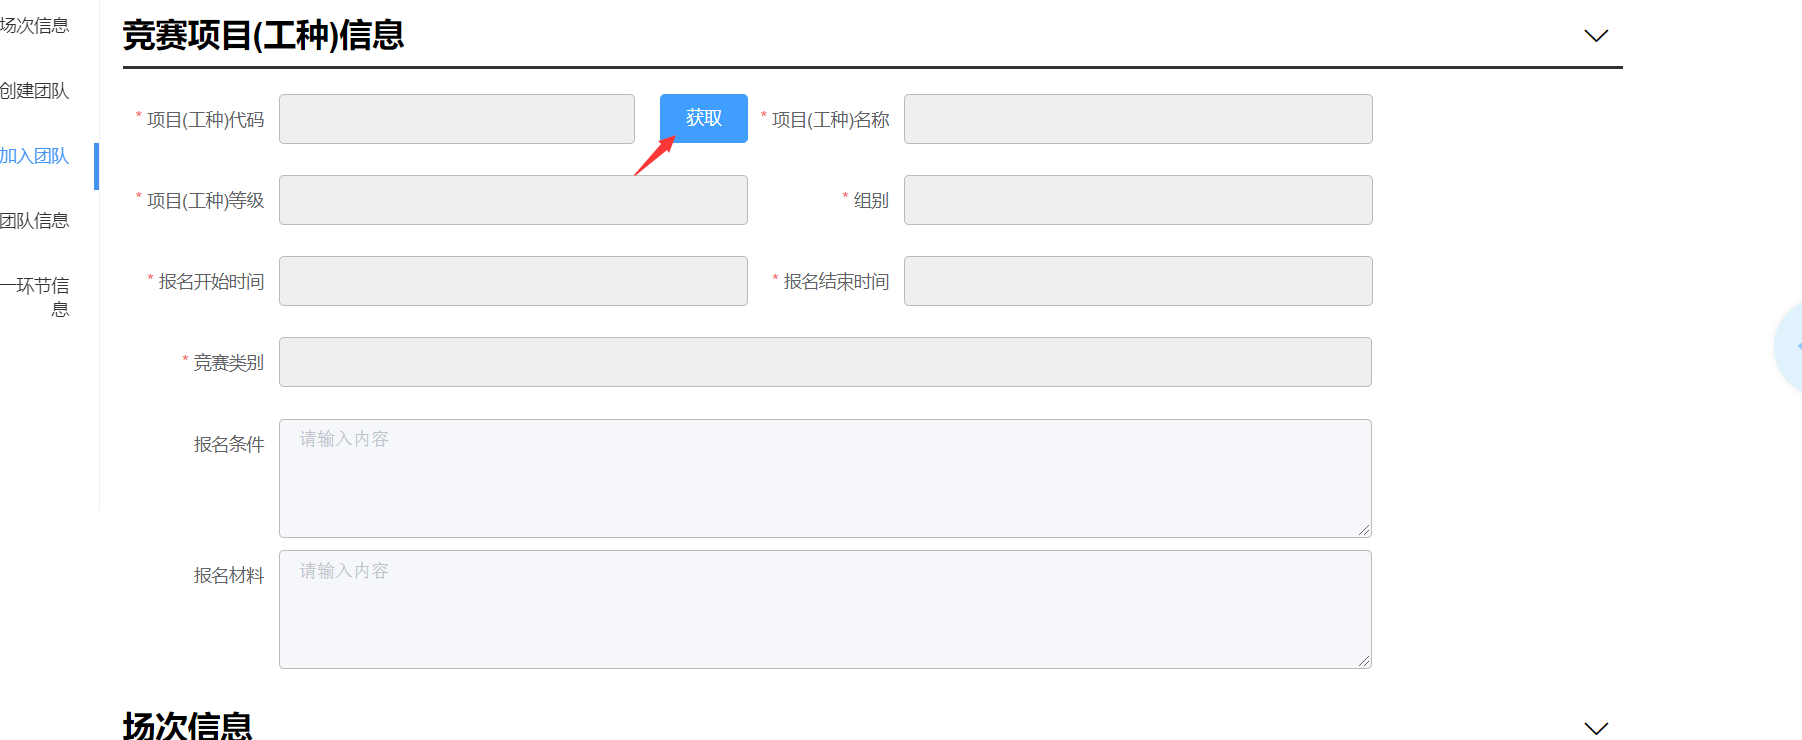 场次信息
创建团队
加入团队
团队信息
一环节信
息
竞赛项目(工种)信息
* 项目(工种)代码
获取
* 项目(工种)名称
* 项目(工种)等级
* 组别
* 报名开始时间
* 报名结束时间
* 竞赛类别
报名条件
请输入内容
报名材料
请输入内容
场次信息